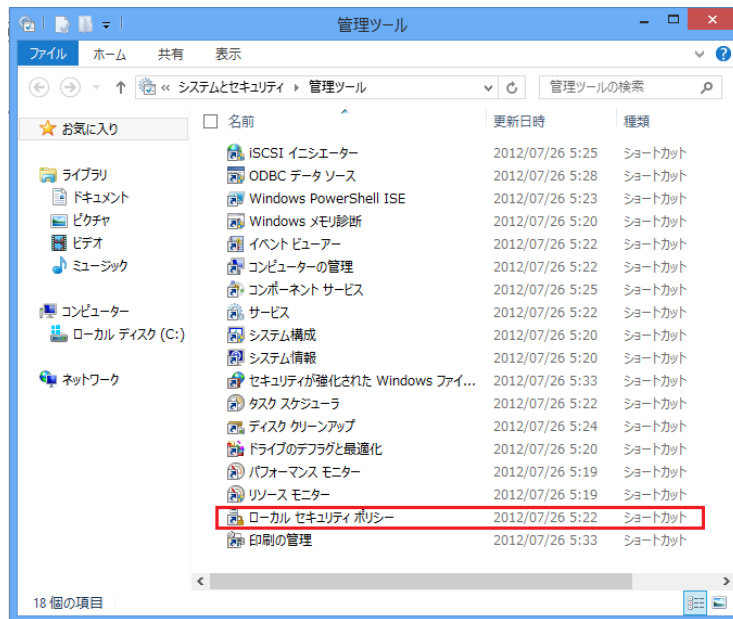 管理ツール
ファイル ホーム 共有 表示
« システムとセキュリティ 管理ツール 管理ツールの検索
お気に入り
ライブラリ
ドキュメント
ピクチャ
ビデオ
ミュージック
コンピューター
ローカル ディスク (C:)
ネットワーク
名前 更新日時 種類
iSCSI イニシエーター 2012/07/26 5:25 ショートカット
ODBC データ ソース 2012/07/26 5:28 ショートカット
Windows PowerShell ISE 2012/07/26 5:23 ショートカット
Windows メモリ診断 2012/07/26 5:20 ショートカット
イベント ビューアー 2012/07/26 5:22 ショートカット
コンピューターの管理 2012/07/26 5:22 ショートカット
コンポーネント サービス 2012/07/26 5:25 ショートカット
サービス 2012/07/26 5:22 ショートカット
システム構成 2012/07/26 5:20 ショートカット
システム情報 2012/07/26 5:20 ショートカット
セキュリティが強化された Windows ファイ... 2012/07/26 5:33 ショートカット
タスク スケジューラ 2012/07/26 5:22 ショートカット
ディスク クリーンアップ 2012/07/26 5:24 ショートカット
ドライブのデフラグと最適化 2012/07/26 5:20 ショートカット
パフォーマンス モニター 2012/07/26 5:19 ショートカット
リソース モニター 2012/07/26 5:19 ショートカット
ローカル セキュリティ ポリシー 2012/07/26 5:22 ショートカット
印刷の管理 2012/07/26 5:33 ショートカット
18 個の項目